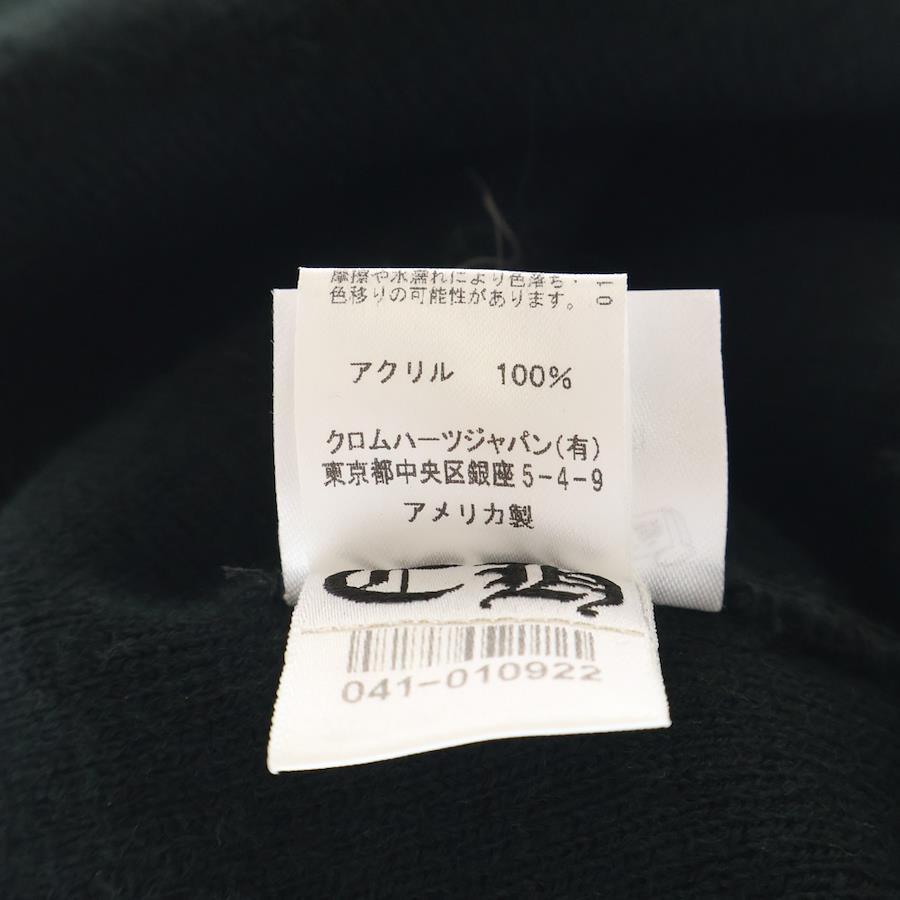 摩擦や水濡れにより色落ち・
色移りの可能性があります。
01
アクリル 100%
クロムハーツジャパン(有)
東京都中央区銀座5-4-9
アメリカ製
CH
041-010922